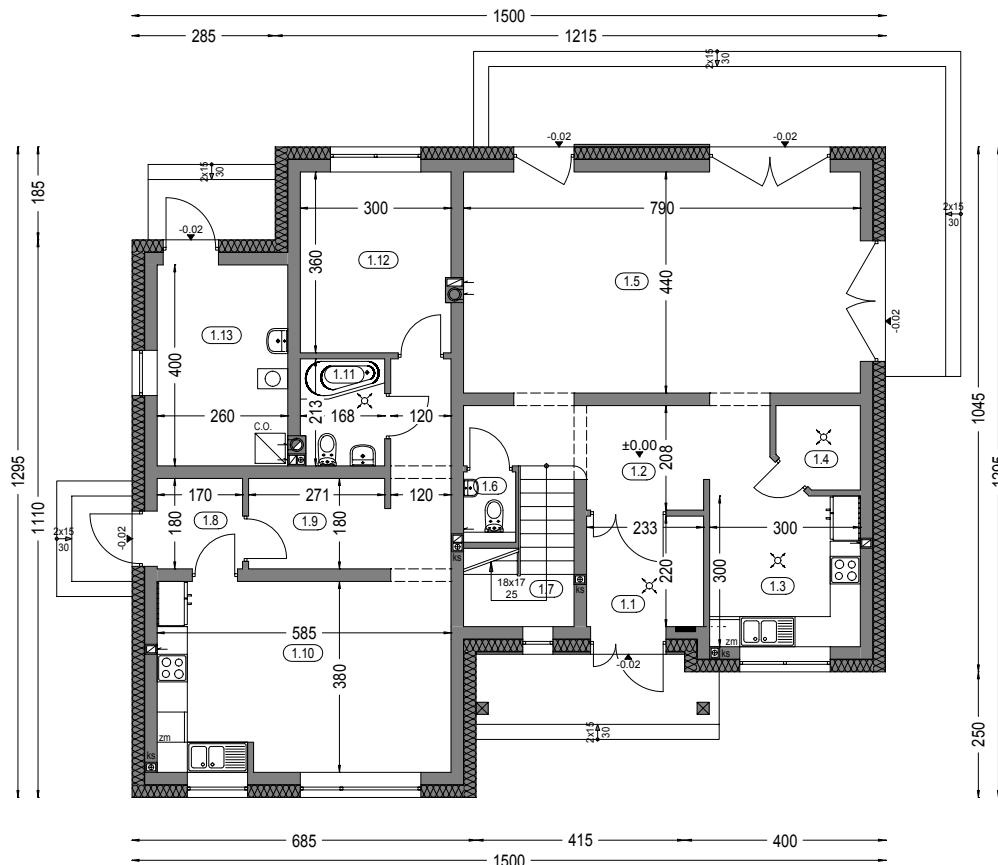 1500
285 1215
2x15
30
-0.02 -0.02
2x15
30
185
-0.02
300 790
2x15
30
360 1.12
1.5 440
1.13
-0.02
400
1.11
260 213 168 120
C.O.
±0.00
208
1.2 1.4
1295 1110 1045 1295
170 271 120
1.6
2x15
30
-0.02
180 1.8 1.9 180
233 300
ks
220 300 1.3
18x17
25
1.7 ks 1.1
585
1.10
zm ks
-0.02
380
2x15
30
zm
ks
250
685 415 400
1500